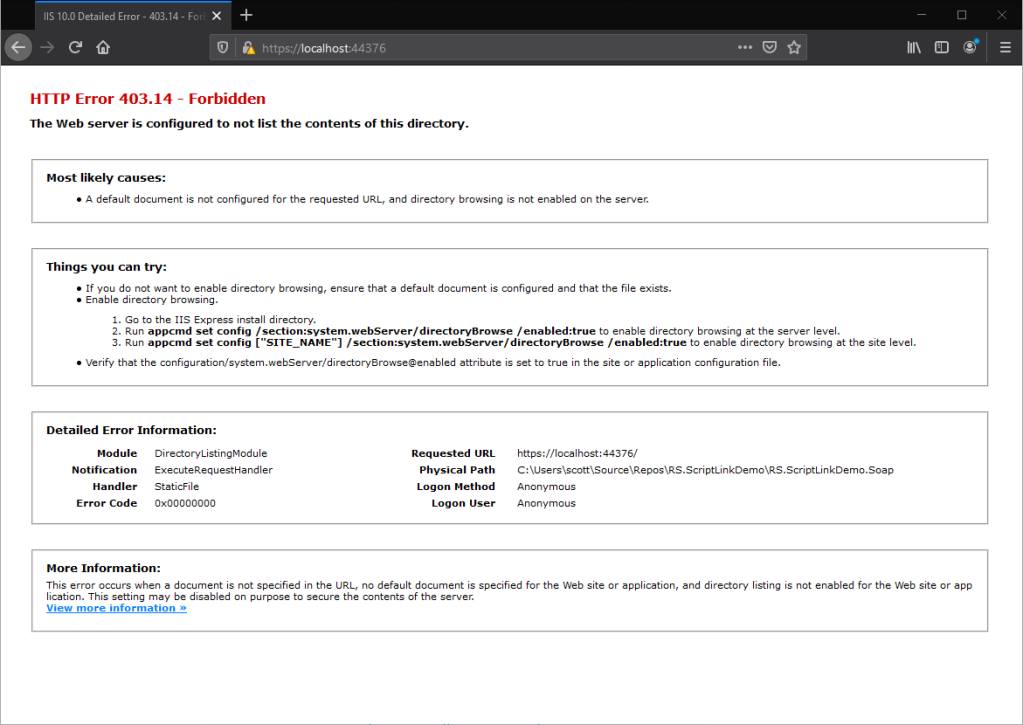 IIS 10.0 Detailed Error - 403.14 - Forb
https://localhost:44376
HTTP Error 403.14 - Forbidden
The Web server is configured to not list the contents of this directory.
Most likely causes:
• A default document is not configured for the requested URL, and directory browsing is not enabled on the server.
Things you can try:
• If you do not want to enable directory browsing, ensure that a default document is configured and that the file exists.
• Enable directory browsing.
1. Go to the IIS Express install directory.
2. Run appcmd set config /section:system.webServer/directoryBrowse /enabled:true to enable directory browsing at the server level.
3. Run appcmd set config ["SITE_NAME"] /section:system.webServer/directoryBrowse /enabled:true to enable directory browsing at the site level.
• Verify that the configuration/system.webServer/directoryBrowse@enabled attribute is set to true in the site or application configuration file.
Detailed Error Information:
Module DirectoryListingModule
Notification ExecuteRequestHandler
Handler StaticFile
Error Code 0x00000000
Requested URL https://localhost:44376/
Physical Path C:\Users\scott\Source\Repos\RS.ScriptLinkDemo\RS.ScriptLinkDemo.Soap
Logon Method Anonymous
Logon User Anonymous
More Information:
This error occurs when a document is not specified in the URL, no default document is specified for the Web site or application, and directory listing is not enabled for the Web site or app
lication. This setting may be disabled on purpose to secure the contents of the server.
View more information »